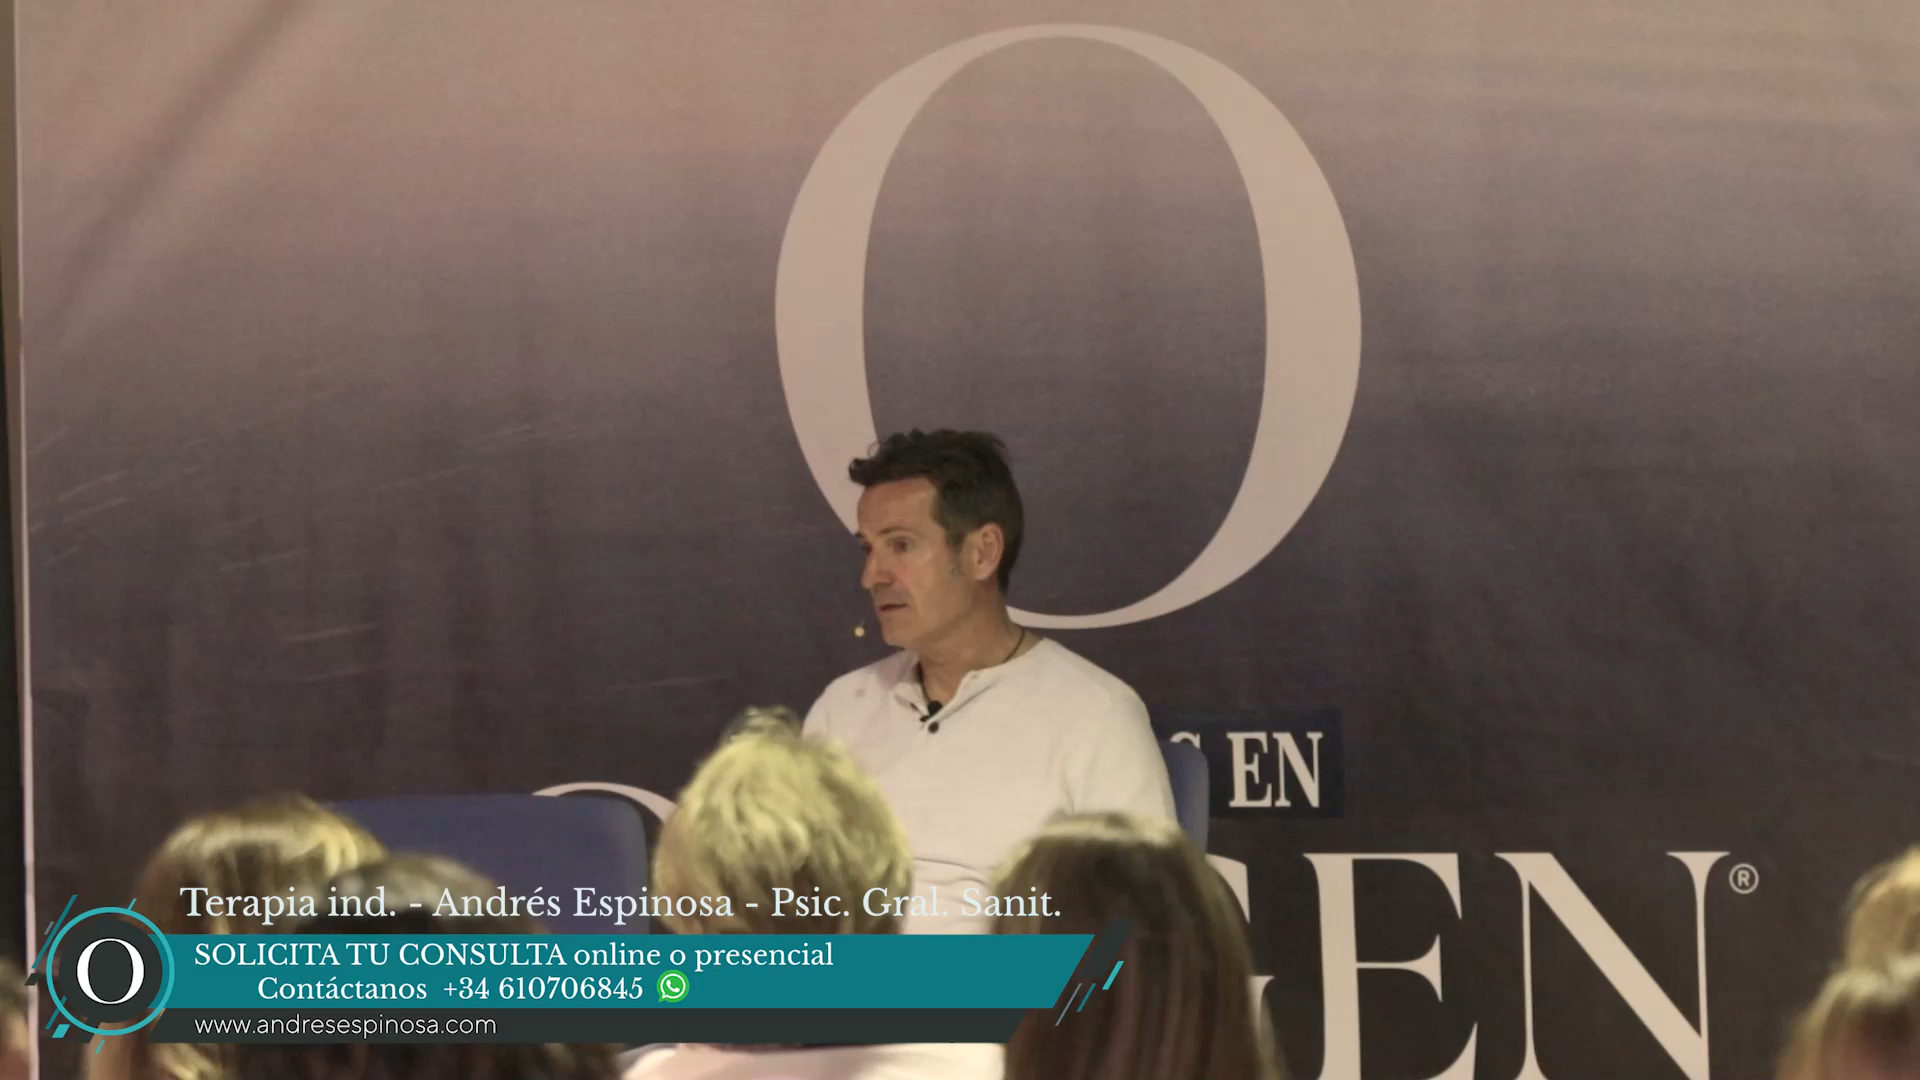 O
EN
GEN®
Terapia ind. - Andrés Espinosa - Psic. Gral. Sanit.
O
SOLICITA TU CONSULTA online o presencial
Contáctanos +34 610706845
www.andresespinosa.com